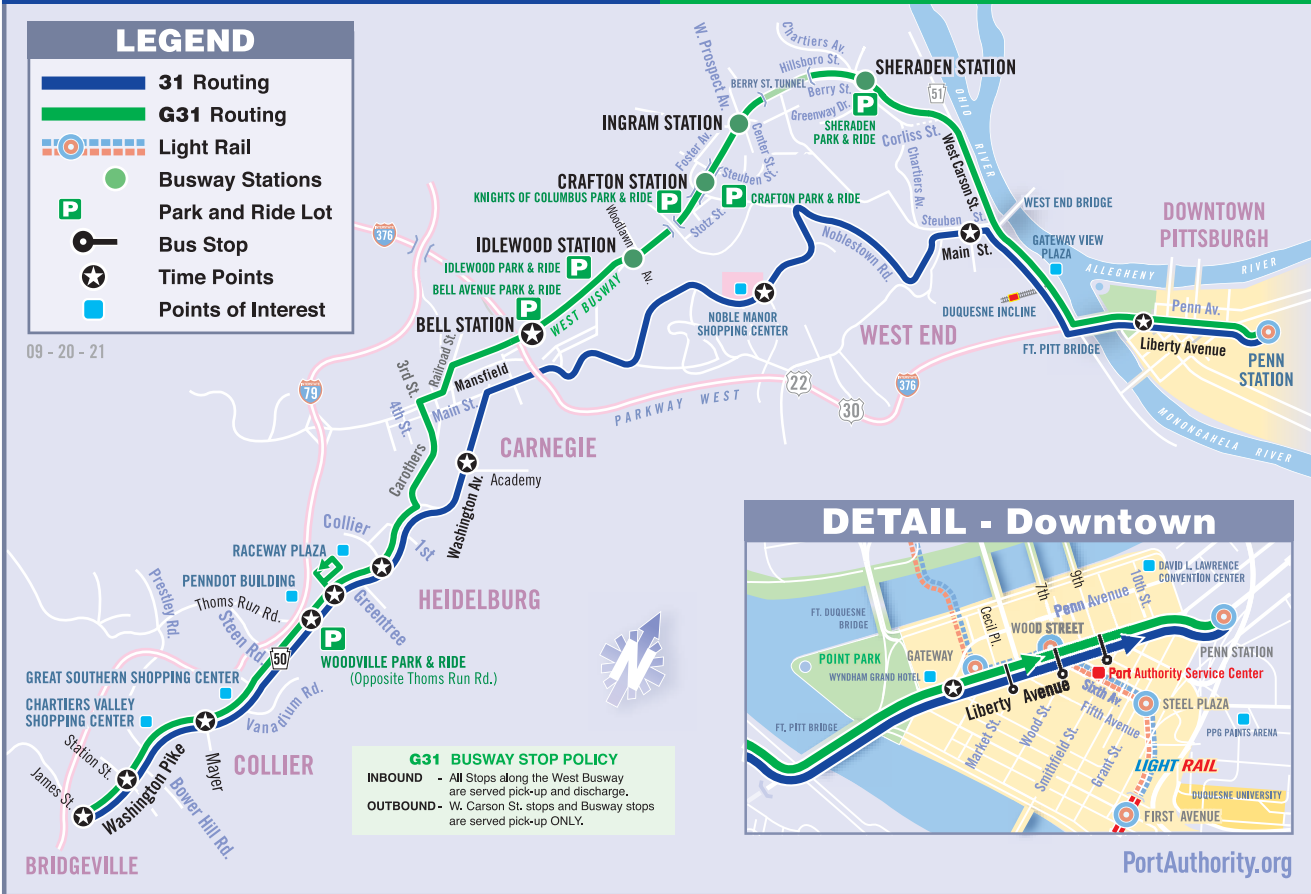 LEGEND
31 Routing
G31 Routing
Light Rail
Busway Stations
P
Park and Ride Lot
Bus Stop
Time Points
Points of Interest
09 - 20 - 21
Chartiers Av.
W. Prospect Av.
Hillsboro St.
SHERADEN STATION
BERRY ST. TUNNEL
Berry St.
Greenway Dr.
P
SHERADEN
PARK & RIDE
51
OHIO
RIVER
INGRAM STATION
Foster Av.
Center St.
Corliss St.
Chartiers Av.
West Carson St.
CRAFTON STATION
Steuben St.
KNIGHTS OF COLUMBUS PARK & RIDE
P
P
CRAFTON PARK & RIDE
Stotz St.
Woodlawn
Av.
Noblestown Rd.
Steuben St.
Main St.
WEST END BRIDGE
GATEWAY VIEW
PLAZA
DOWNTOWN
PITTSBURGH
ALLEGHENY
RIVER
INTERSTATE
376
IDLEWOOD STATION
IDLEWOOD PARK & RIDE
P
BELL AVENUE PARK & RIDE
P
BELL STATION
WEST BUSWAY
NOBLE MANOR
SHOPPING CENTER
DUQUESNE INCLINE
WEST END
Penn Av.
Liberty Avenue
FT. PITT BRIDGE
PENN
STATION
MONONGAHELA
RIVER
INTERSTATE
79
3rd St.
Railroad St.
Mansfield
4th St.
Main St.
PARKWAY WEST
22
30
INTERSTATE
376
CARNEGIE
Carothers
Washington Av.
Academy
Collier
1st
RACEWAY PLAZA
PENNDOT BUILDING
Thoms Run Rd.
Prestley Rd.
Steen Rd.
Greentree
HEIDELBURG
50
P
WOODVILLE PARK & RIDE
(Opposite Thoms Run Rd.)
GREAT SOUTHERN SHOPPING CENTER
CHARTIERS VALLEY
SHOPPING CENTER
Vanadium Rd.
Station St.
James St.
Washington Pike
Mayer
COLLIER
Bower Hill Rd.
BRIDGEVILLE
N
G31 BUSWAY STOP POLICY
INBOUND - All Stops along the West Busway
are served pick-up and discharge.
OUTBOUND - W. Carson St. stops and Busway stops
are served pick-up ONLY.
DETAIL - Downtown
DAVID L. LAWRENCE
CONVENTION CENTER
FT. DUQUESNE
BRIDGE
Cecil Pl.
7th
9th
10th St.
Penn Avenue
WOOD STREET
POINT PARK
GATEWAY
WYNDHAM GRAND HOTEL
PENN STATION
Port Authority Service Center
Liberty Avenue
Sixth Av.
Fifth Avenue
STEEL PLAZA
FT. PITT BRIDGE
Market St.
Wood St.
Smithfield St.
Grant St.
PPG PAINTS ARENA
LIGHT RAIL
DUQUESNE UNIVERSITY
FIRST AVENUE
PortAuthority.org